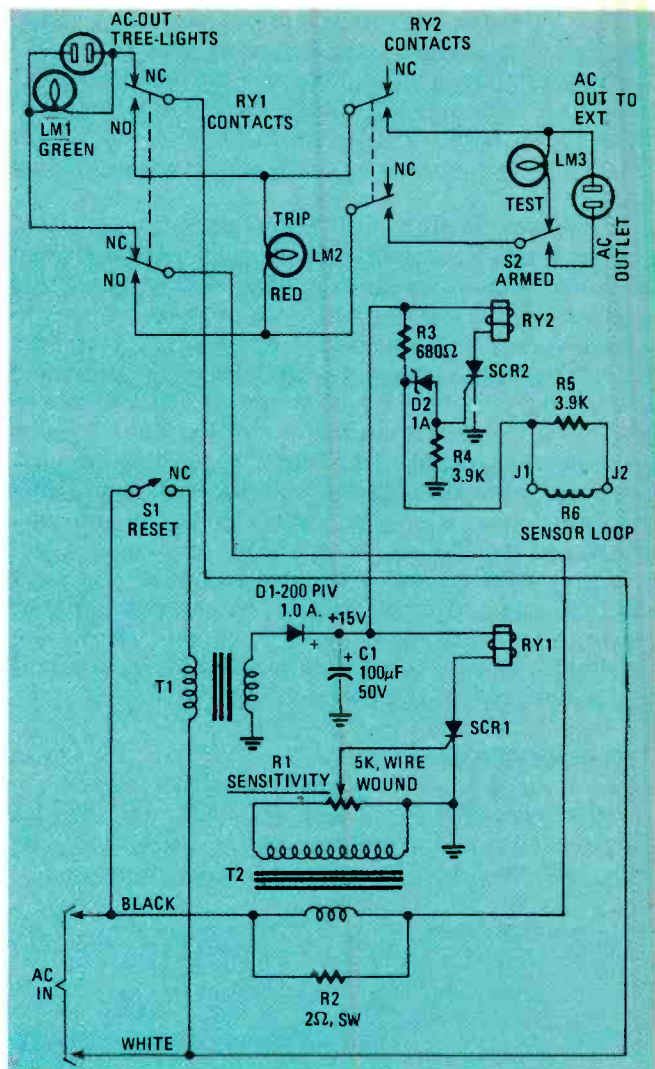 AC-OUT
TREE-LIGHTS
RY2
CONTACTS
NC
NC
AC
OUT TO
EXT
LM1
GREEN
NO
RY1
CONTACTS
NC
LM3
TRIP
TEST
NC
NO
LM2
RED
S2
ARMED
AC
OUTLET
R3
680Ω
RY2
SCR2
D2
1A
R5
3.9K
R4
3.9K
J1
J2
NC
R6
SENSOR LOOP
S1
RESET
D1-200 PIV
1.0 A.
+15V
+
+
C1
100μF
50V
RY1
T1
SCR1
R1
SENSITIVITY
5K, WIRE
WOUND
T2
BLACK
AC
IN
R2
2Ω, SW
WHITE